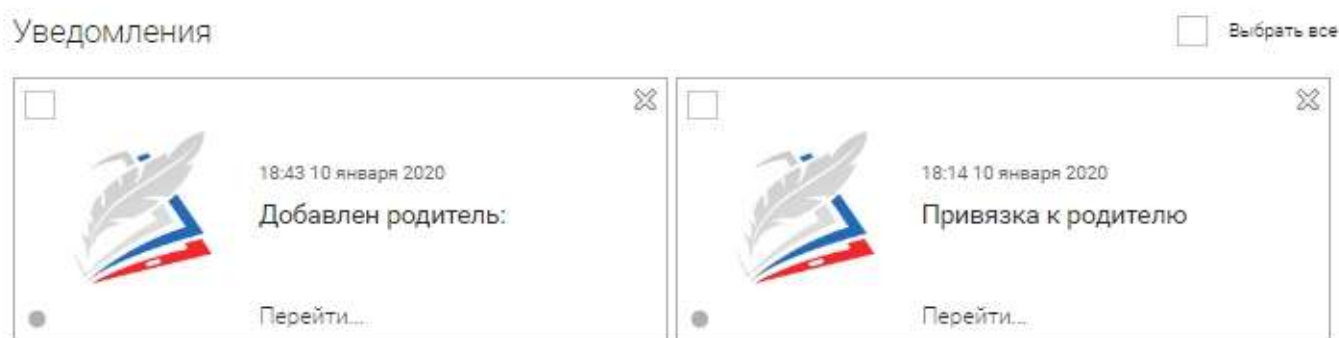 Уведомления
Выбрать все
18:43 10 января 2020
Добавлен родитель:
Перейти...
18:14 10 января 2020
Привязка к родителю
Перейти...